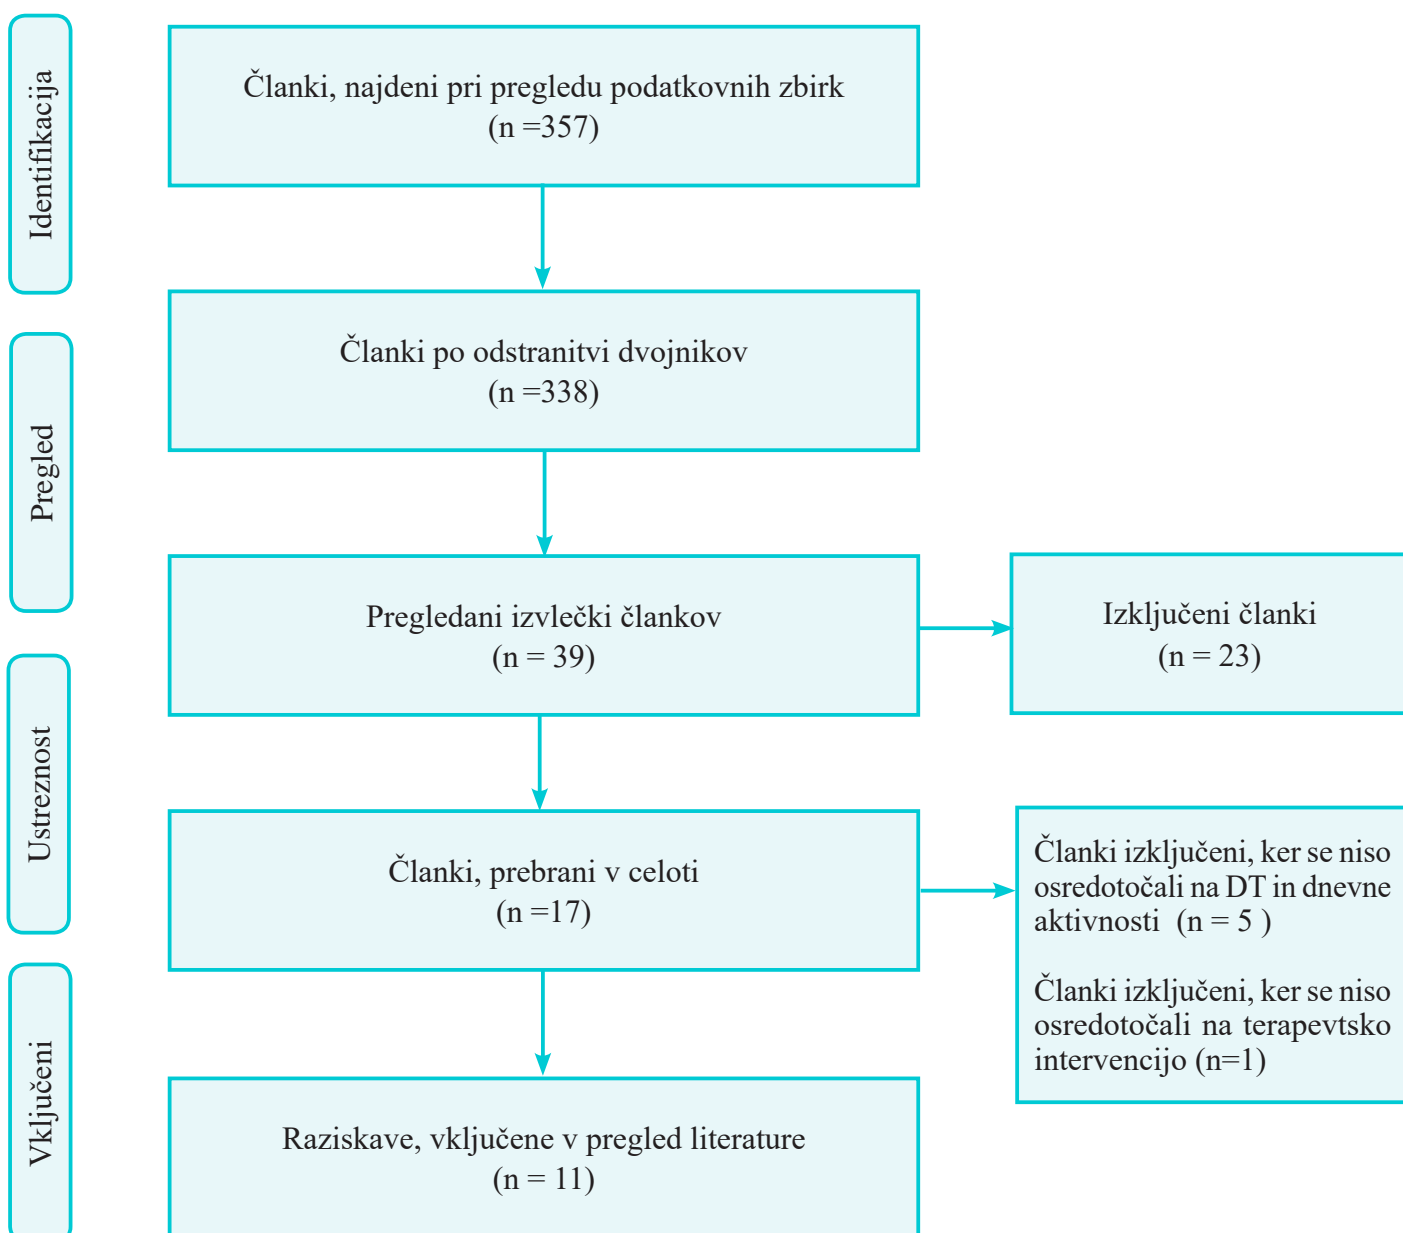 Identifikacija
Članki, najdeni pri pregledu podatkovnih zbirk
(n =357)
Pregled
Članki po odstranitvi dvojnikov
(n =338)
Pregledani izvlečki člankov
(n = 39)
Izključeni članki
(n = 23)
Ustreznost
Članki, prebrani v celoti
(n =17)
Članki izključeni, ker se niso
osredotočali na DT in dnevne
aktivnosti (n = 5 )
Članki izključeni, ker se niso
osredotočali na terapevtsko
intervencijo (n=1)
Vključeni
Raziskave, vključene v pregled literature
(n = 11)